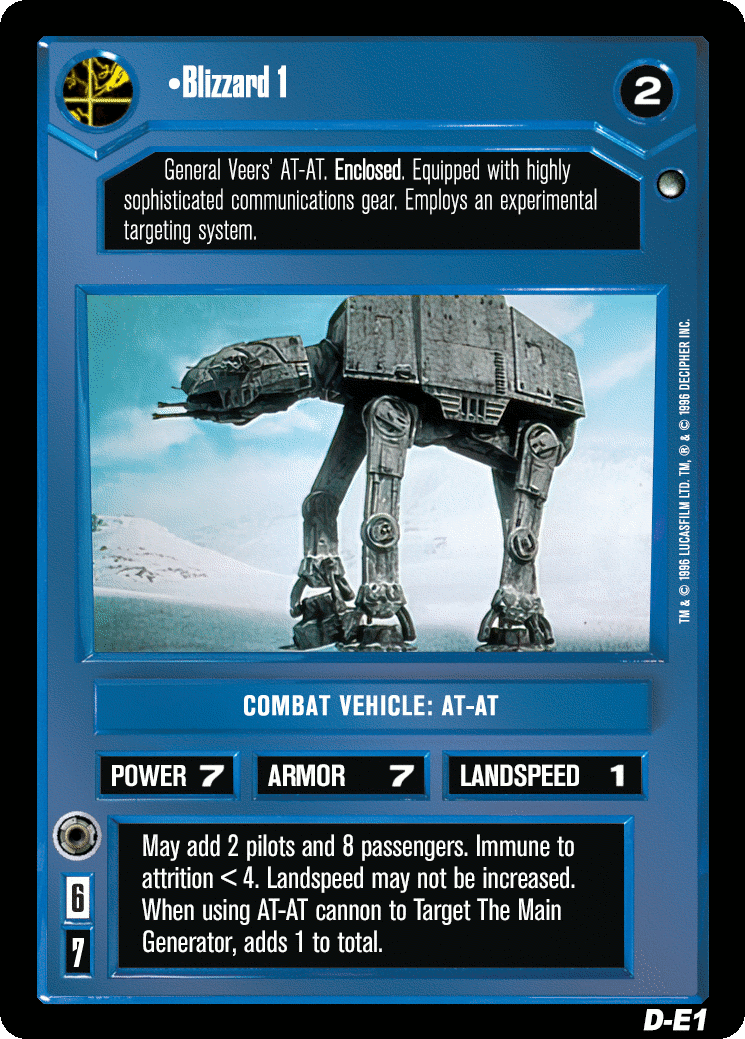 •Blizzard 1
2
General Veers' AT-AT. Enclosed. Equipped with highly
sophisticated communications gear. Employs an experimental
targeting system.
TM & © 1996 LUCASFILM LTD. TM, ® & © 1996 DECIPHER INC.
COMBAT VEHICLE: AT-AT
POWER 7
ARMOR 7
LANDSPEED 1
May add 2 pilots and 8 passengers. Immune to
attrition < 4. Landspeed may not be increased.
When using AT-AT cannon to Target The Main
Generator, adds 1 to total.
6
7
D-E1